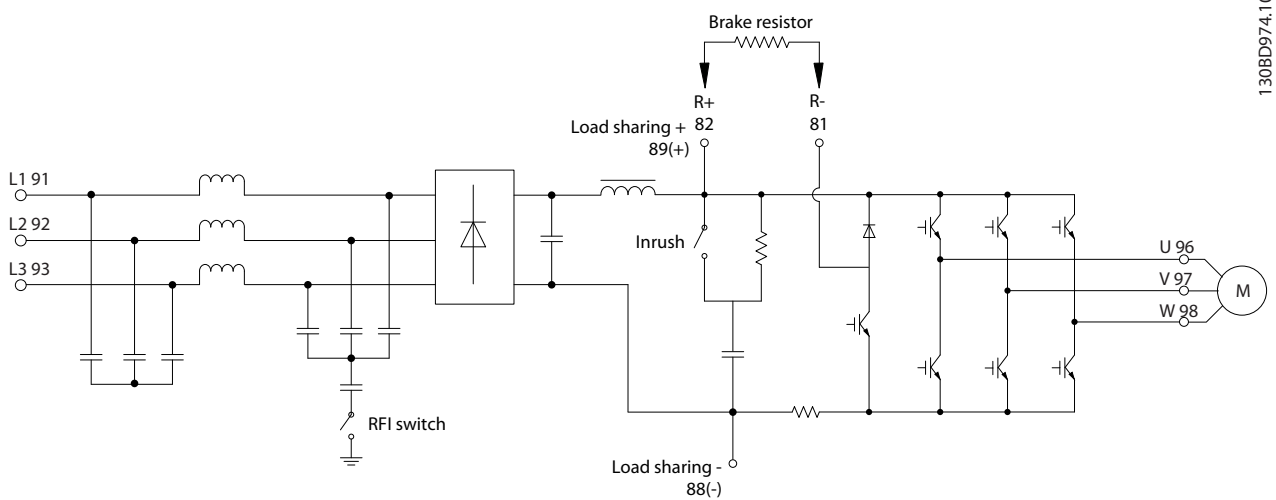 130BD974.10
Brake resistor
R+
82
R-
81
Load sharing +
89(+)
L1 91
L2 92
L3 93
Inrush
U 96
V 97
W 98
M
RFI switch
Load sharing -
88(-)